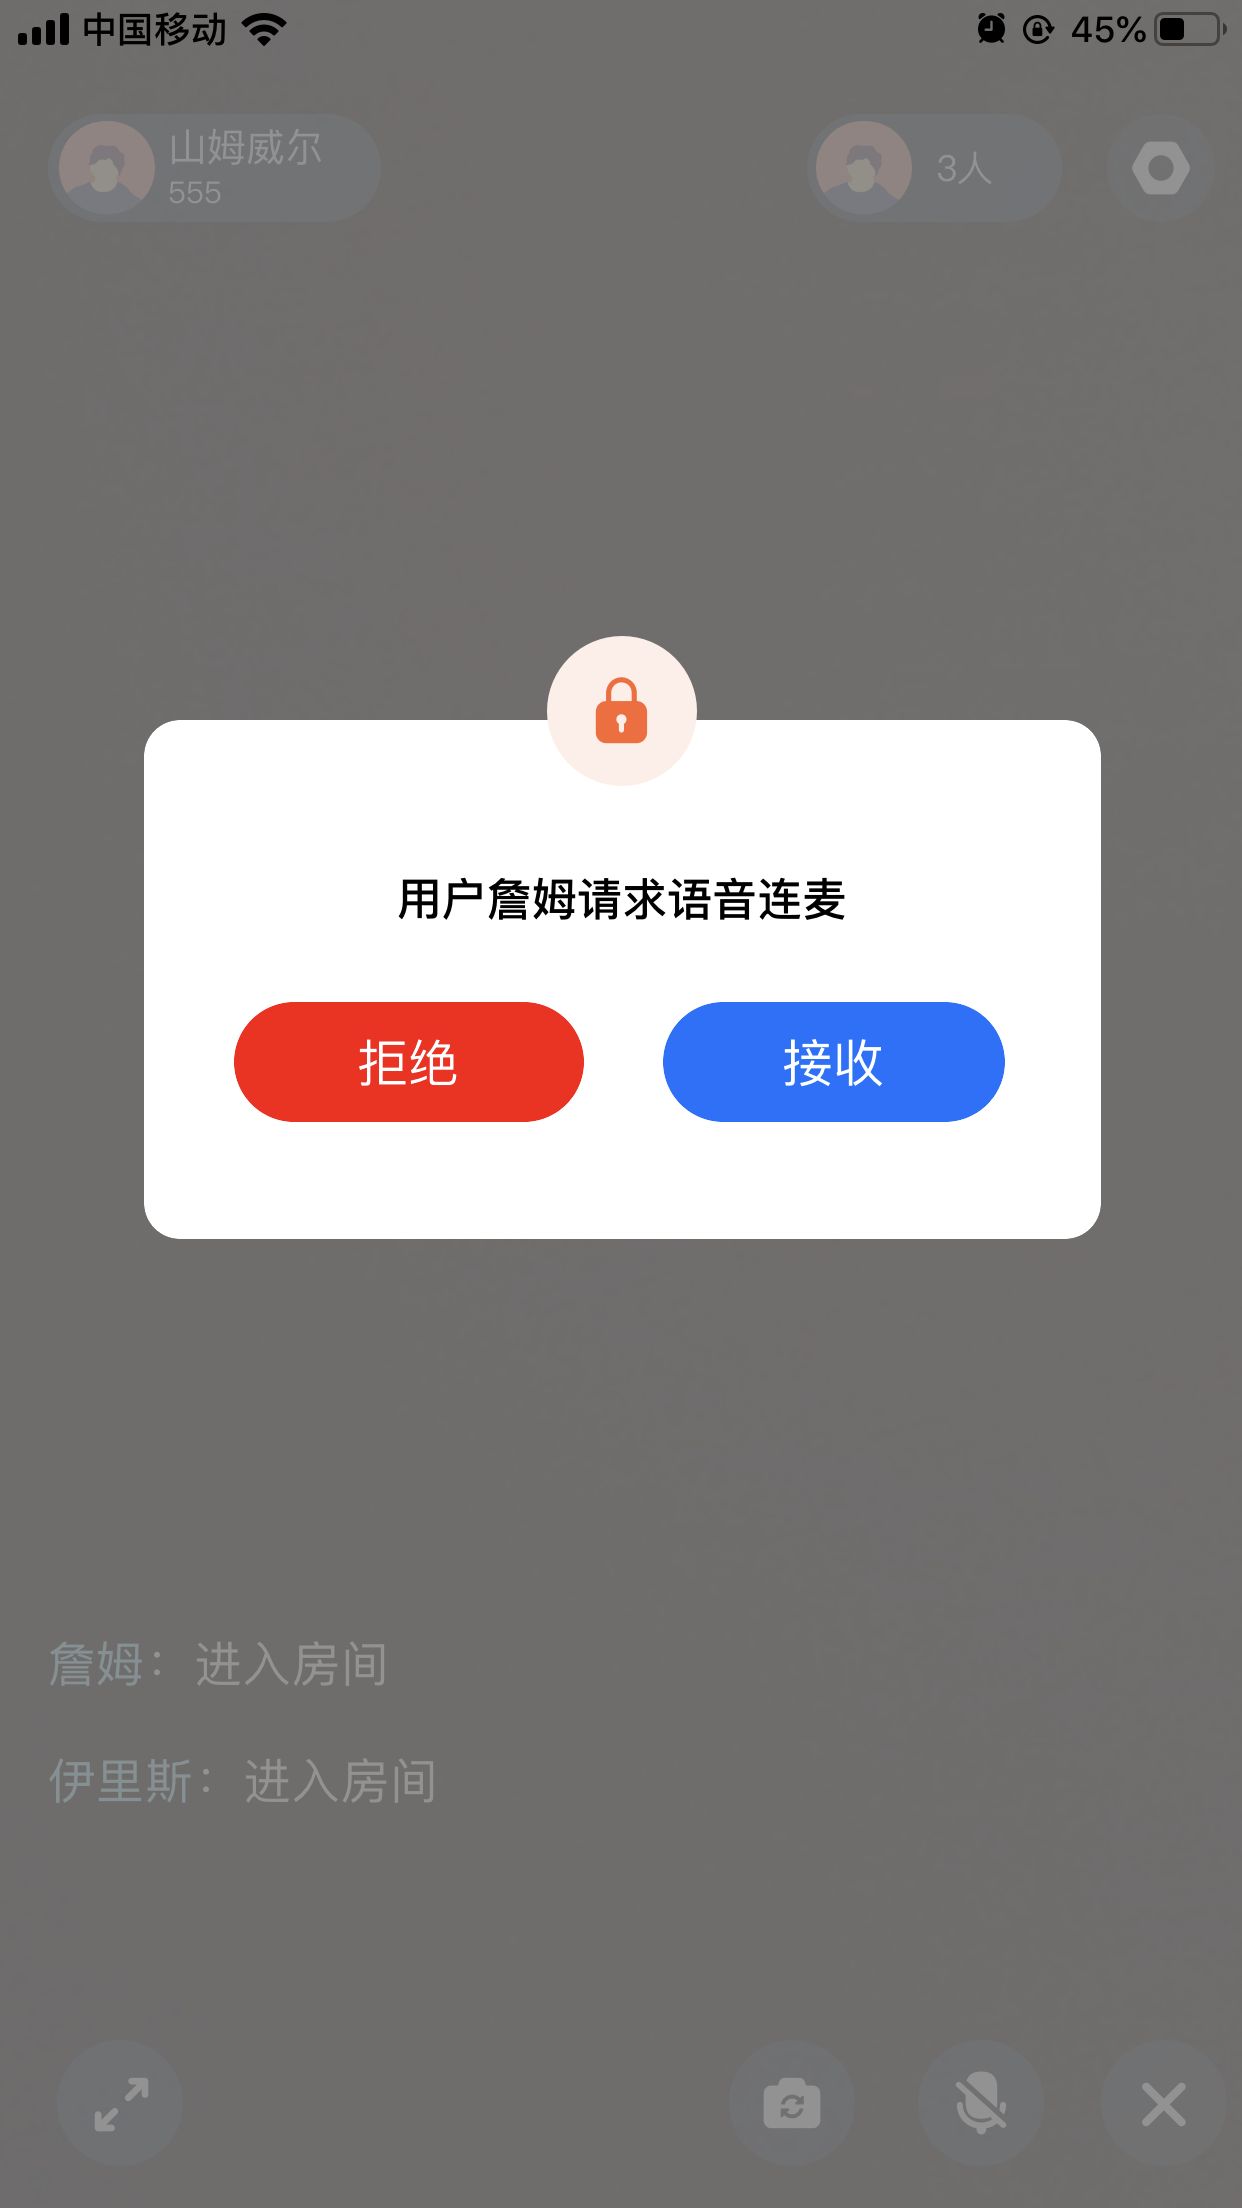 中国移动 45%
山姆威尔
555
3人
用户詹姆请求语音连麦
拒绝 接收
詹姆：进入房间
伊里斯：进入房间